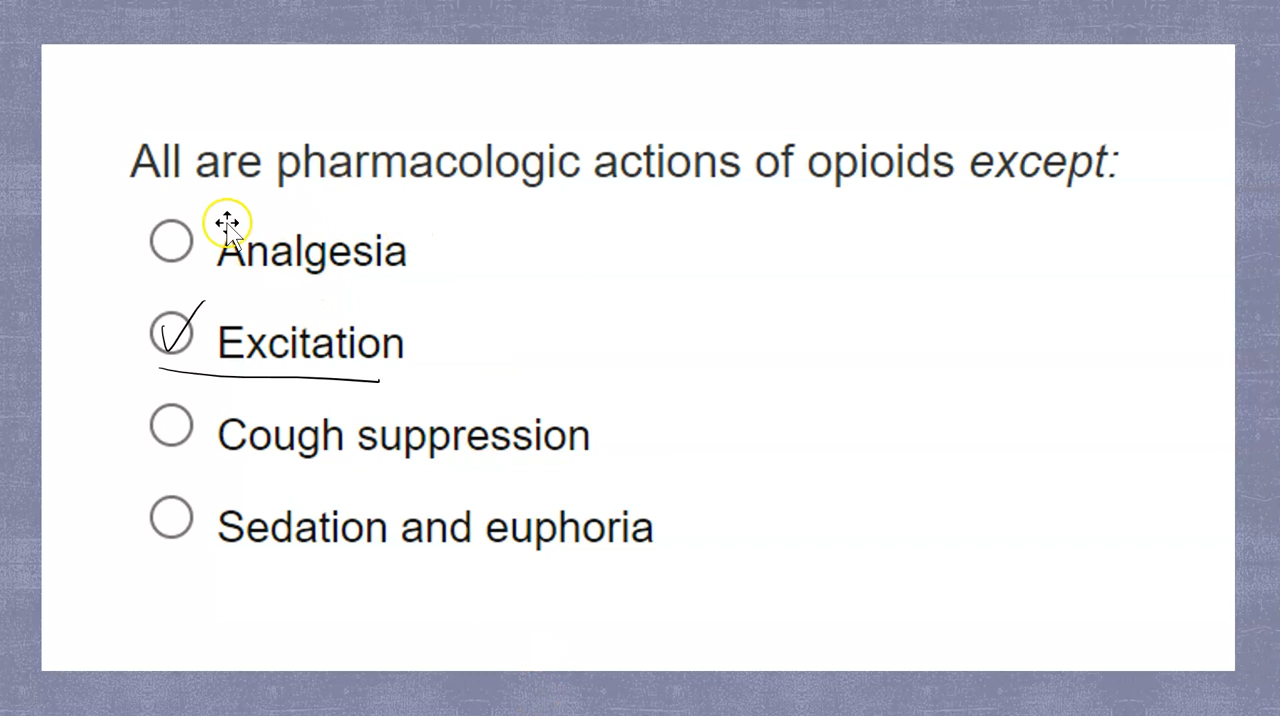 All are pharmacologic actions of opioids except:
Analgesia
Excitation
Cough suppression
Sedation and euphoria